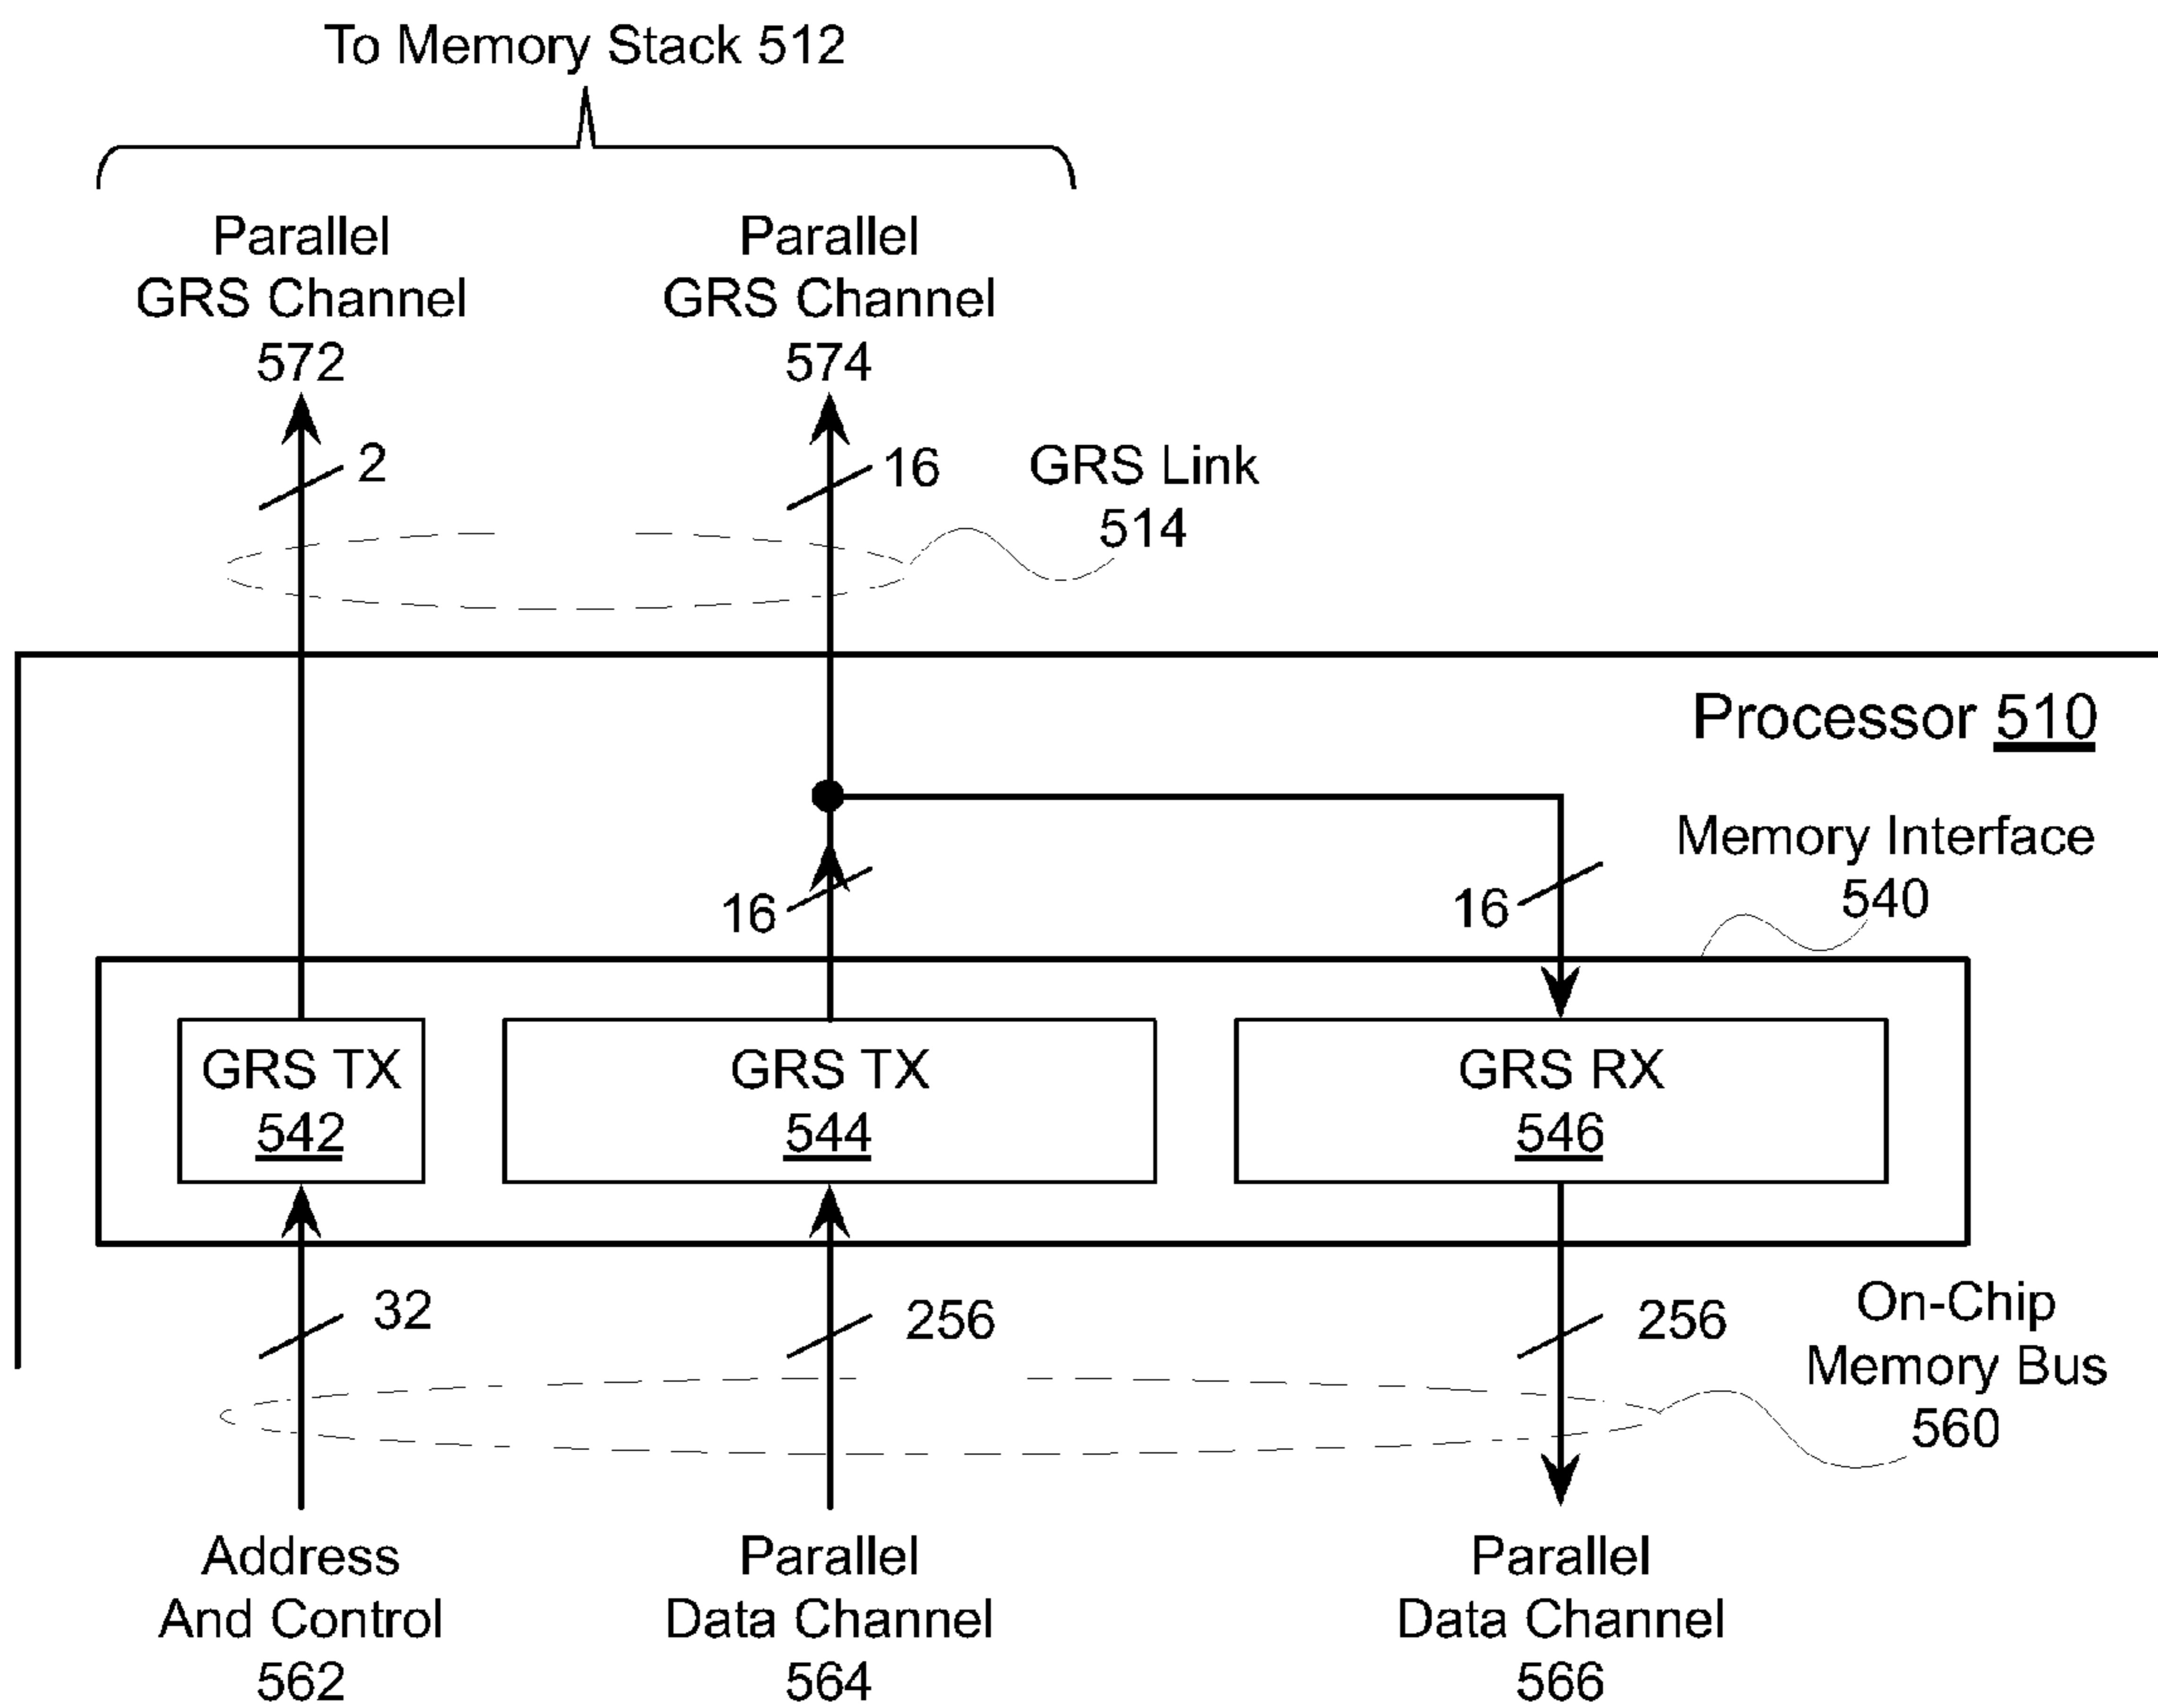 To Memory Stack 512
Parallel
GRS Channel
572
Parallel
GRS Channel
574
2
16
GRS Link
514
Processor 510
Memory Interface
540
16
16
GRS TX
542
GRS TX
544
GRS RX
546
32
256
256
On-Chip
Memory Bus
560
Address
And Control
562
Parallel
Data Channel
564
Parallel
Data Channel
566